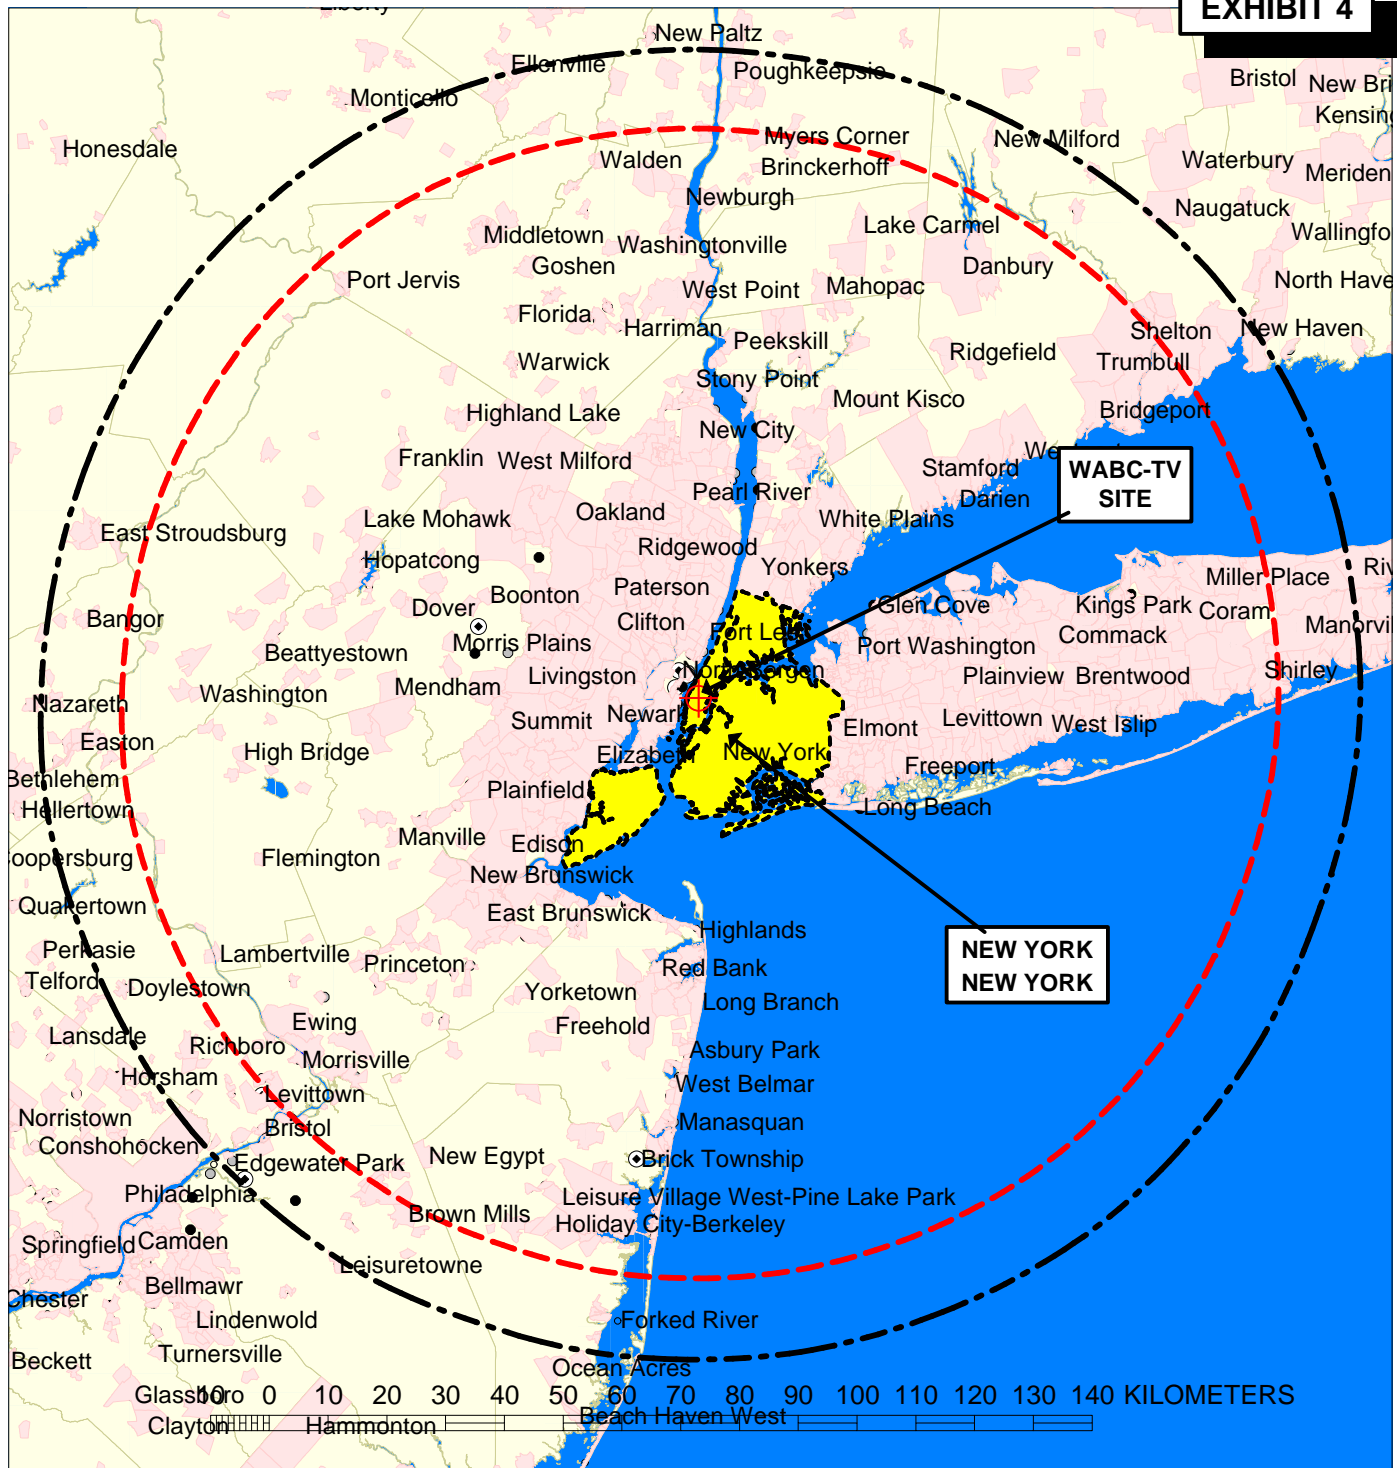 Liberty
EXHIBIT 4
New Paltz
Ellenville
Poughkeepsie
Bristol
New Bri
Monticello
Kensing
Honesdale
Myers Corner
New Milford
Walden
Brinckerhoff
Waterbury
Meriden
Newburgh
Naugatuck
Lake Carmel
Wallingfo
Middletown
Washingtonville
Goshen
Danbury
Port Jervis
West Point
Mahopac
North Have
Florida
Harriman
Shelton
New Haven
Peekskill
Ridgefield
Warwick
Trumbull
Stony Point
Mount Kisco
Highland Lake
Bridgeport
New City
Franklin
West Milford
Stamford
WABC-TV
SITE
Pearl River
Darien
Oakland
Lake Mohawk
White Plains
East Stroudsburg
Ridgewood
Hopatcong
Yonkers
Paterson
Miller Place
Riv
Boonton
Dover
Glen Cove
Kings Park
Coram
Bangor
Clifton
Fort Lee
Manorvil
Morris Plains
Port Washington
Commack
Beattyestown
North Bergen
Livingston
Plainview
Brentwood
Shirley
Mendham
Washington
Nazareth
Summit
Newark
Elmont
Levittown
West Islip
Easton
High Bridge
Elizabeth
New York
Freeport
Bethlehem
Plainfield
Hellertown
Long Beach
Manville
Edison
Coopersburg
Flemington
New Brunswick
Quakertown
East Brunswick
Highlands
Perkasie
Lambertville
Princeton
NEW YORK
NEW YORK
Telford
Doylestown
Red Bank
Yorketown
Long Branch
Ewing
Freehold
Lansdale
Richboro
Morrisville
Asbury Park
Horsham
West Belmar
Levittown
Norristown
Bristol
Manasquan
Conshohocken
Edgewater Park
New Egypt
Brick Township
Philadelphia
Leisure Village West-Pine Lake Park
Brown Mills
Holiday City-Berkeley
Springfield
Camden
Leisuretowne
Bellmawr
Chester
Lindenwold
Forked River
Turnersville
Beckett
Ocean Acres
Glassboro
10 0 10 20 30 40 50 60 70 80 90 100 110 120 130 140 KILOMETERS
Beach Haven West
Clayton
Hammonton